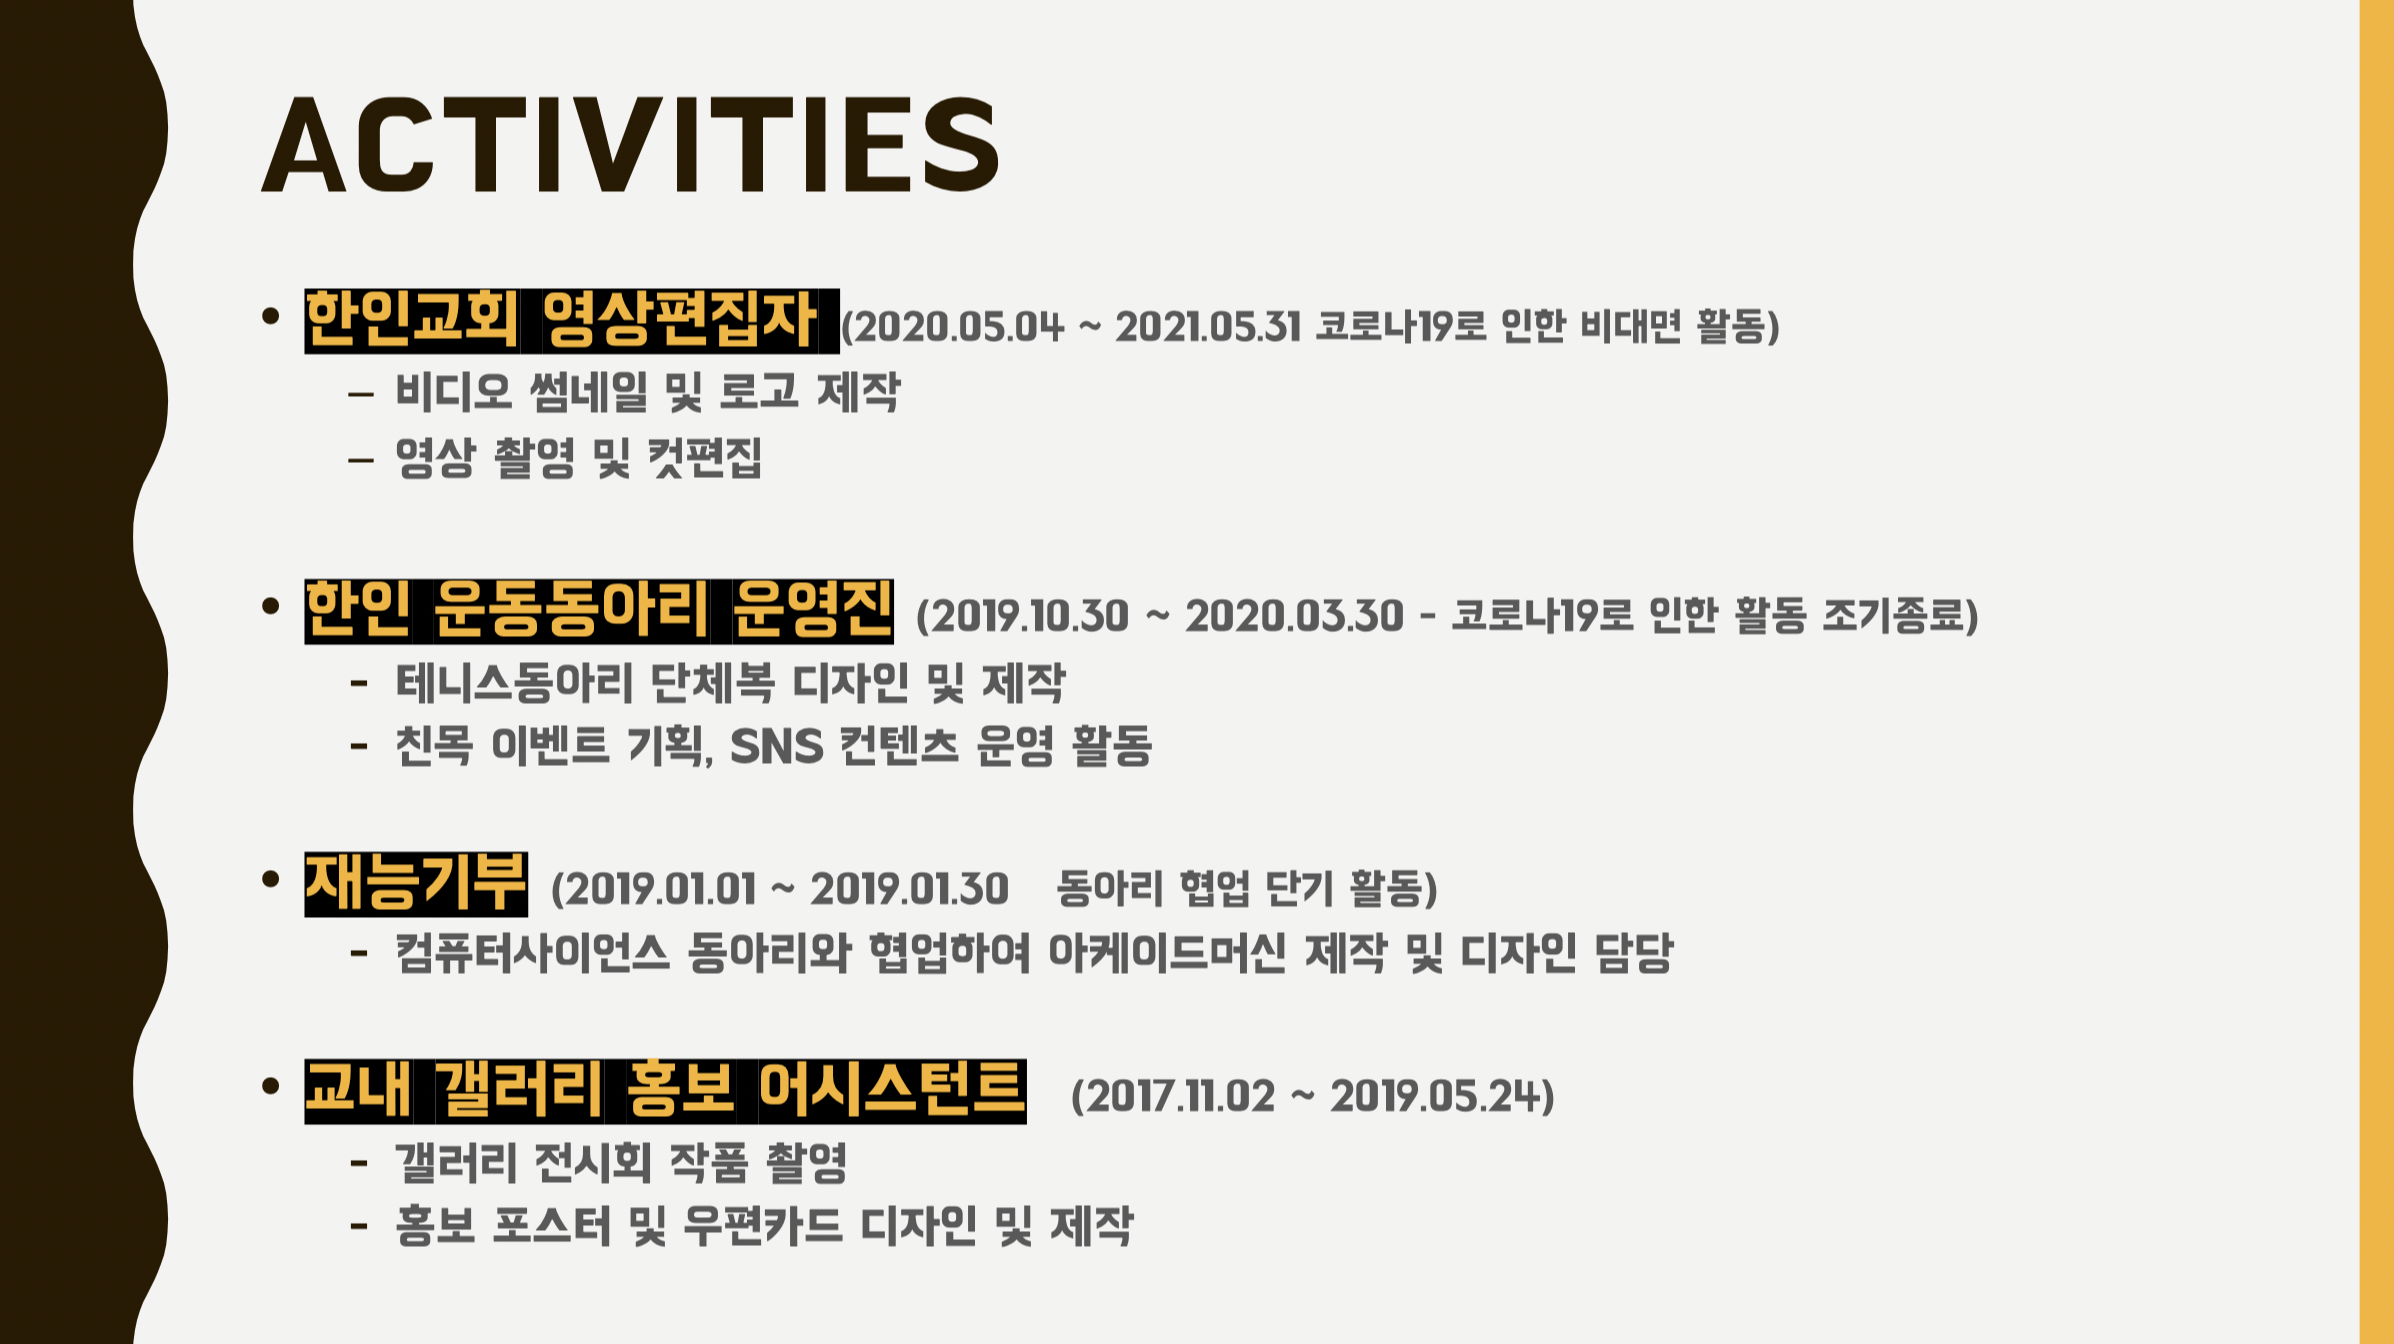 ACTIVITIES
• 한인교회 영상편집자 (2020.05.04 ~ 2021.05.31 코로나19로 인한 비대면 활동)
– 비디오 썸네일 및 로고 제작
– 영상 촬영 및 컷편집
• 한인 운동동아리 운영진 (2019.10.30 ~ 2020.03.30 - 코로나19로 인한 활동 조기종료)
- 테니스동아리 단체복 디자인 및 제작
- 친목 이벤트 기획, SNS 컨텐츠 운영 활동
• 재능기부 (2019.01.01 ~ 2019.01.30 동아리 협업 단기 활동)
- 컴퓨터사이언스 동아리와 협업하여 아케이드머신 제작 및 디자인 담당
• 교내 갤러리 홍보 어시스턴트 (2017.11.02 ~ 2019.05.24)
- 갤러리 전시회 작품 촬영
- 홍보 포스터 및 우편카드 디자인 및 제작